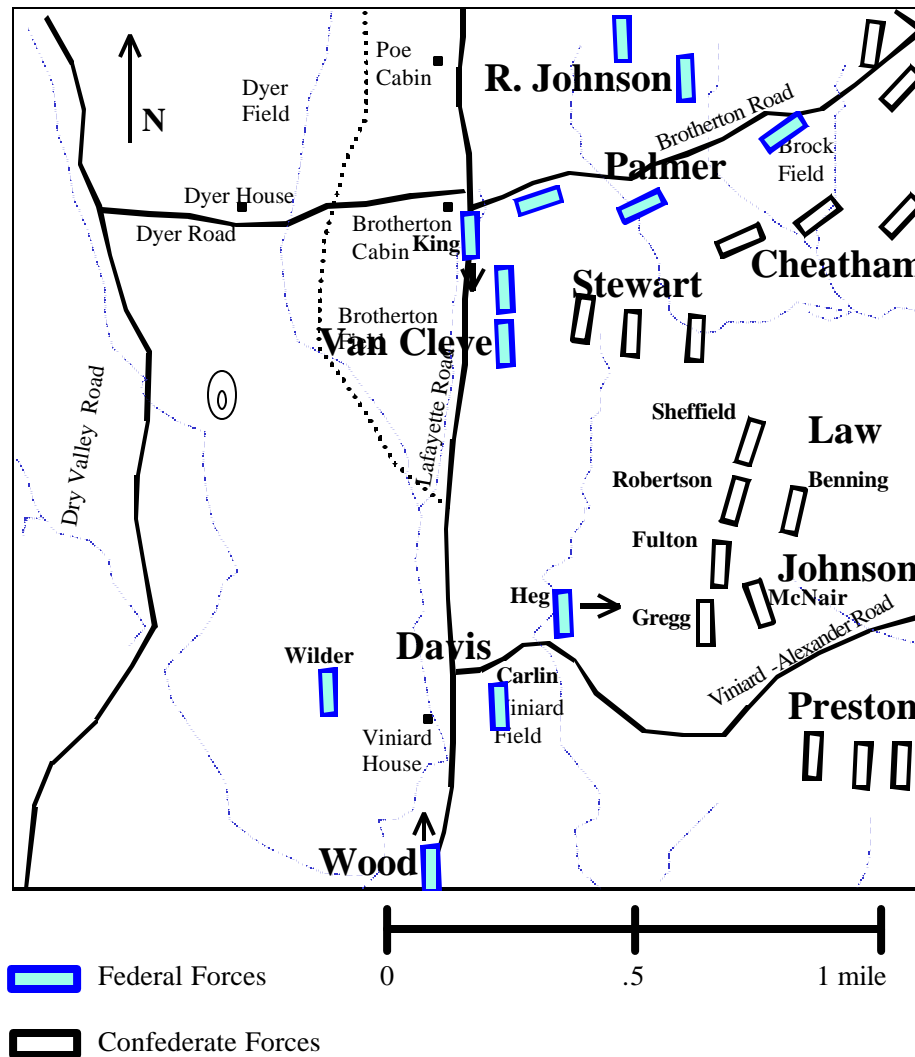 Poe
Cabin
R. Johnson
Dyer
Field
N
Brotherton Road
Brock
Field
Palmer
Dyer House
Dyer Road
Brotherton
Cabin
King
Cheatham
Stewart
Brotherton
Field
Van Cleve
Lafayette Road
Dry Valley Road
Sheffield
Law
Robertson
Benning
Fulton
Johnson
McNair
Heg
Gregg
Viniard -Alexander Road
Davis
Wilder
Carlin
Viniard
Field
Preston
Viniard
House
Wood
Federal Forces
0
.5
1 mile
Confederate Forces